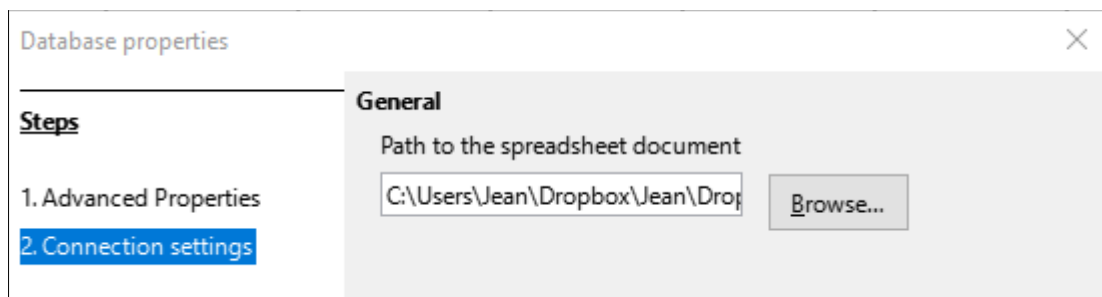 Database properties
Steps
1. Advanced Properties
2. Connection settings
General
Path to the spreadsheet document
C:\Users\Jean\Dropbox\Jean\Drop
Browse...